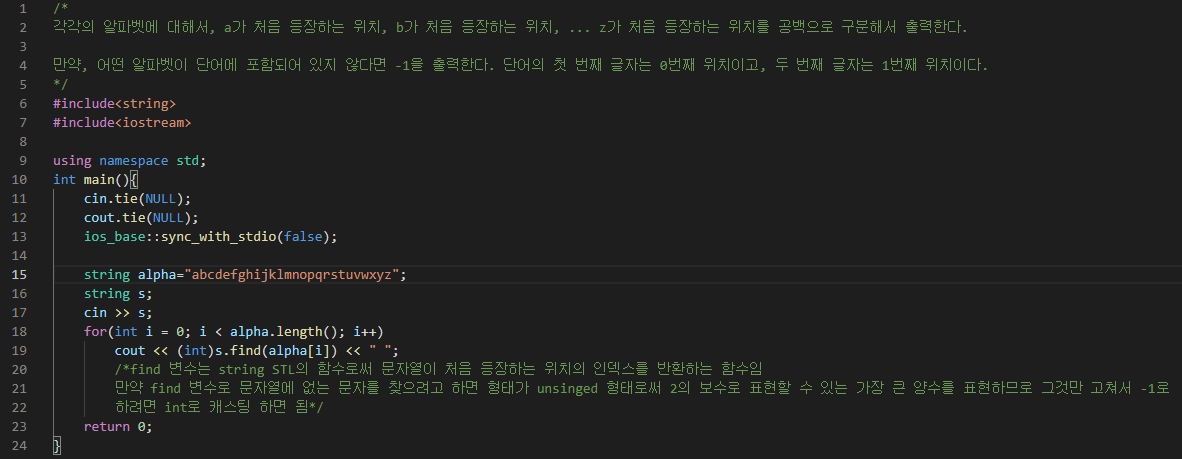 1 /*
2 각각의 알파벳에 대해서, a가 처음 등장하는 위치, b가 처음 등장하는 위치, ... z가 처음 등장하는 위치를 공백으로 구분해서 출력한다.
3
4 만약, 어떤 알파벳이 단어에 포함되어 있지 않다면 -1을 출력한다. 단어의 첫 번째 글자는 0번째 위치이고, 두 번째 글자는 1번째 위치이다.
5 */
6 #include<string>
7 #include<iostream>
8
9 using namespace std;
10 int main(){
11 cin.tie(NULL);
12 cout.tie(NULL);
13 ios_base::sync_with_stdio(false);
14
15 string alpha="abcdefghijklmnopqrstuvwxyz";
16 string s;
17 cin >> s;
18 for(int i = 0; i < alpha.length(); i++)
19 cout << (int)s.find(alpha[i]) << " ";
20 /*find 변수는 string STL의 함수로써 문자열이 처음 등장하는 위치의 인덱스를 반환하는 함수임
21 만약 find 변수로 문자열에 없는 문자를 찾으려고 하면 형태가 unsinged 형태로써 2의 보수로 표현할 수 있는 가장 큰 양수를 표현하므로 그것만 고쳐서 -1로
22 하려면 int로 캐스팅 하면 됨*/
23 return 0;
24 }